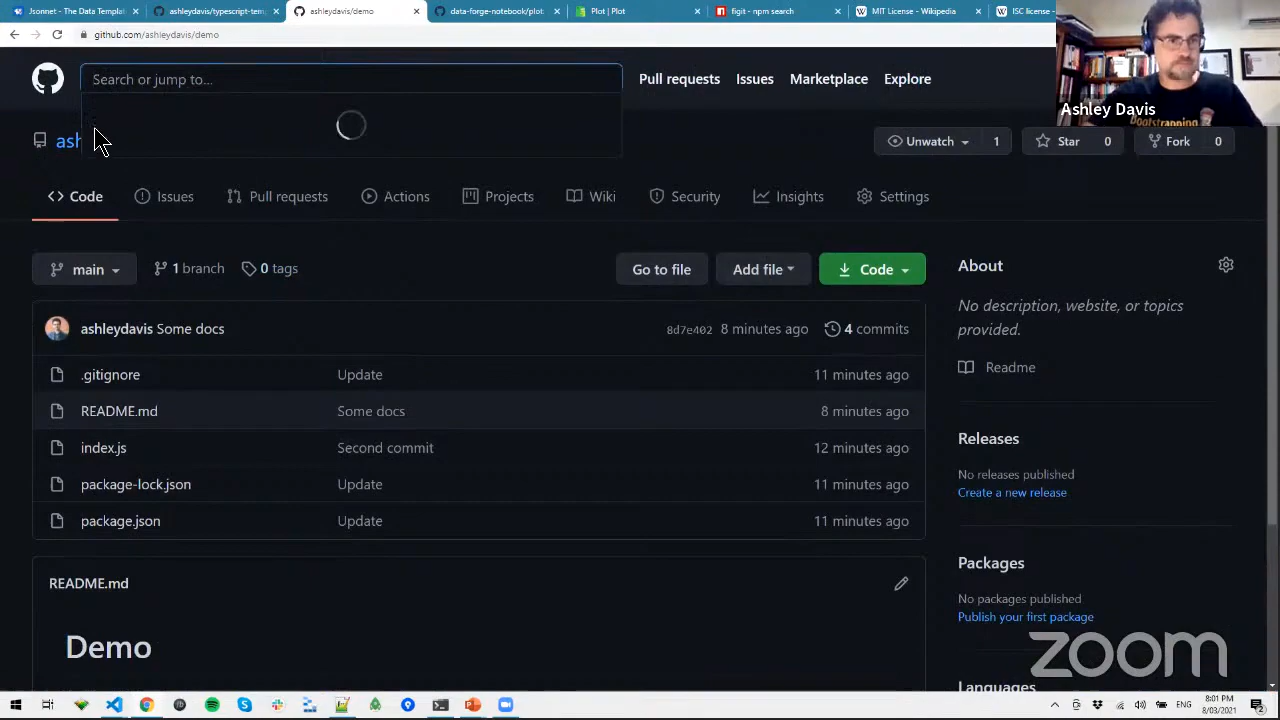 Jsonnet - The Data Templat
ashleydavis/typescript-tem
ashleydavis/demo
data-forge-notebook/plot:
Plot | Plot
figit - npm search
MIT License - Wikipedia
ISC license -
github.com/ashleydavis/demo
Search or jump to...
Pull requests
Issues
Marketplace
Explore
Ashley Davis
ash
Unwatch
1
Star
0
Fork
0
Code
Issues
Pull requests
Actions
Projects
Wiki
Security
Insights
Settings
main
1 branch
0 tags
Go to file
Add file
Code
ashleydavis Some docs
8d7e402 8 minutes ago
4 commits
.gitignore Update 11 minutes ago
README.md Some docs 8 minutes ago
index.js Second commit 12 minutes ago
package-lock.json Update 11 minutes ago
package.json Update 11 minutes ago
README.md
Demo
About
No description, website, or topics
provided.
Readme
Releases
No releases published
Create a new release
Packages
No packages published
Publish your first package
Languages
zoom
ENG
8:01 PM
8/03/2021
2